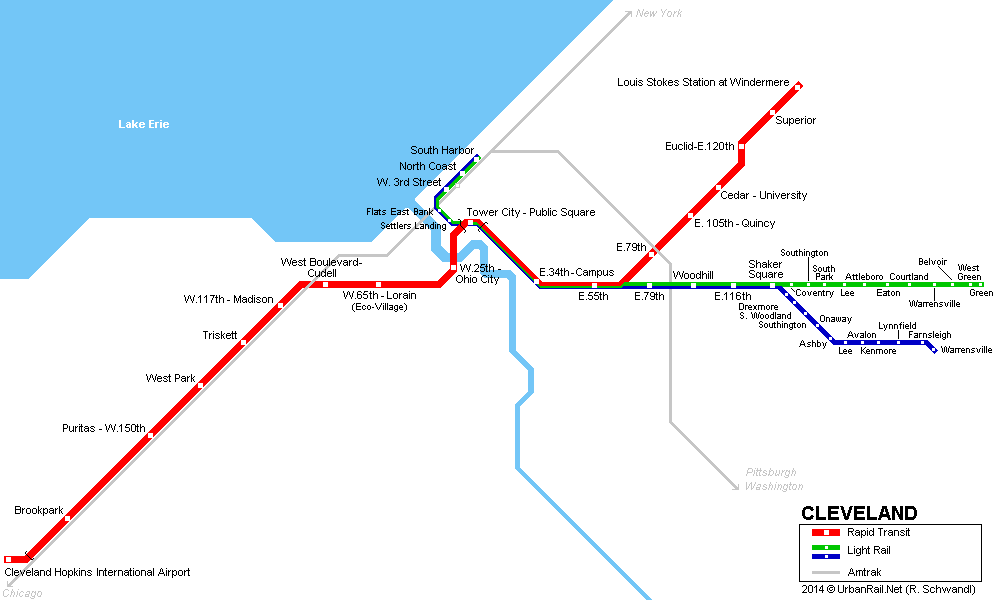 New York
Louis Stokes Station at Windermere
Lake Erie
Superior
Euclid-E.120th
South Harbor
North Coast
W. 3rd Street
Cedar - University
Flats East Bank
Tower City - Public Square
Settlers Landing
E. 105th - Quincy
E.79th
West Boulevard-
Cudell
W.25th -
Ohio City
E.34th-Campus
Woodhill
Shaker
Square
Southington
South
Park
Attleboro
Courtland
Belvoir
West
Green
W.117th - Madison
W.65th - Lorain
(Eco-Village)
E.55th
E.79th
E.116th
Coventry
Lee
Eaton
Warrensville
Green
Drexmore
S. Woodland
Southington
Onaway
Triskett
Ashby
Lee
Avalon
Kenmore
Lynnfield
Farnsleigh
Warrensville
West Park
Puritas - W.150th
Pittsburgh
Washington
Brookpark
Cleveland Hopkins International Airport
Chicago
CLEVELAND
Rapid Transit
Light Rail
Amtrak
2014 © UrbanRail.Net (R. Schwandl)